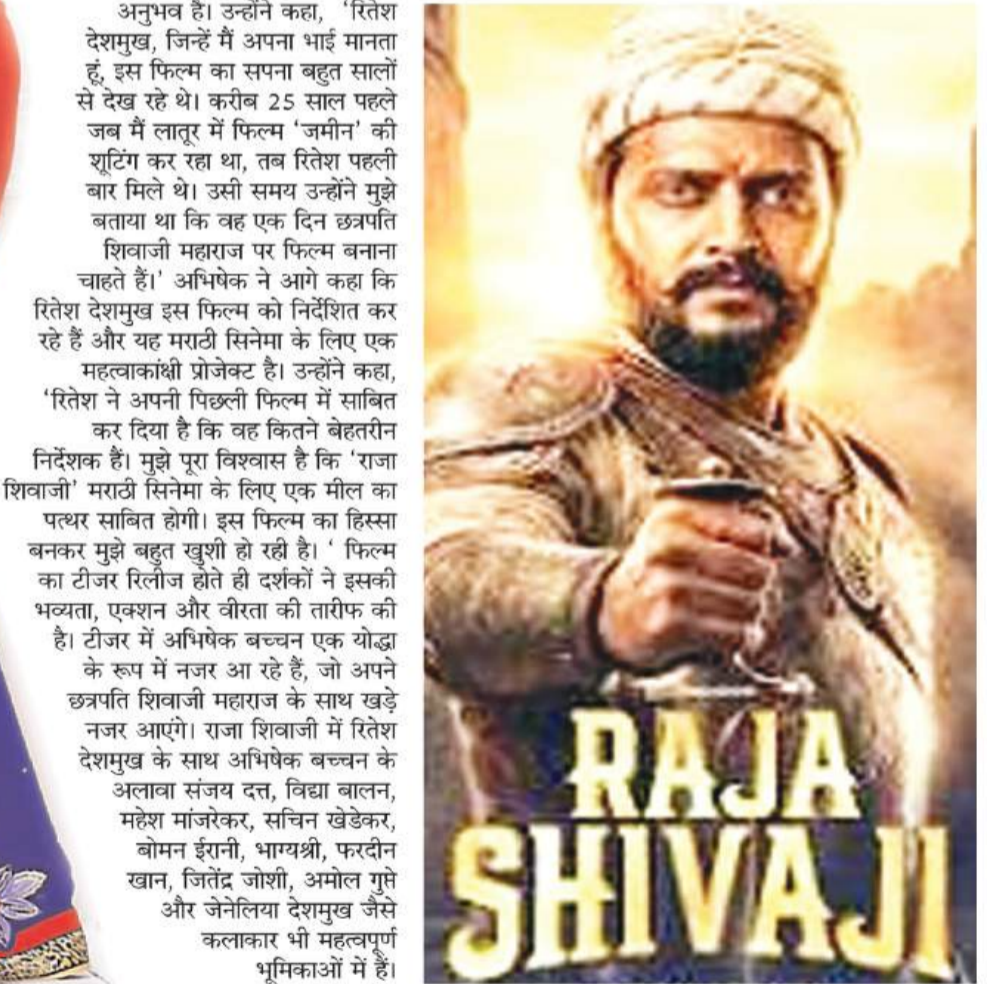 अनुभव है। उन्होंने कहा, 'रितेश
देशमुख, जिन्हें मैं अपना भाई मानता
हूं, इस फिल्म का सपना बहुत सालों
से देख रहे थे। करीब 25 साल पहले
जब मैं लातूर में फिल्म 'जमीन' की
शूटिंग कर रहा था, तब रितेश पहली
बार मिले थे। उसी समय उन्होंने मुझे
बताया था कि वह एक दिन छत्रपति
शिवाजी महाराज पर फिल्म बनाना
चाहते हैं।' अभिषेक ने आगे कहा कि
रितेश देशमुख इस फिल्म को निर्देशित कर
रहे हैं और यह मराठी सिनेमा के लिए एक
महत्वाकांक्षी प्रोजेक्ट है। उन्होंने कहा,
'रितेश ने अपनी पिछली फिल्म में साबित
कर दिया है कि वह कितने बेहतरीन
निर्देशक हैं। मुझे पूरा विश्वास है कि 'राजा
शिवाजी' मराठी सिनेमा के लिए एक मील का
पत्थर साबित होगी। इस फिल्म का हिस्सा
बनकर मुझे बहुत खुशी हो रही है। ' फिल्म
का टीजर रिलीज होते ही दर्शकों ने इसकी
भव्यता, एक्शन और वीरता की तारीफ की
है। टीजर में अभिषेक बच्चन एक योद्धा
के रूप में नजर आ रहे हैं, जो अपने
छत्रपति शिवाजी महाराज के साथ खड़े
नजर आएंगे। राजा शिवाजी में रितेश
देशमुख के साथ अभिषेक बच्चन के
अलावा संजय दत्त, विद्या बालन,
महेश मांजरेकर, सचिन खेडेकर,
बोमन ईरानी, भाग्यश्री, फरदीन
खान, जितेंद्र जोशी, अमोल गुप्ते
और जेनेलिया देशमुख जैसे
कलाकार भी महत्वपूर्ण
भूमिकाओं में हैं।
RAJA
SHIVAJI